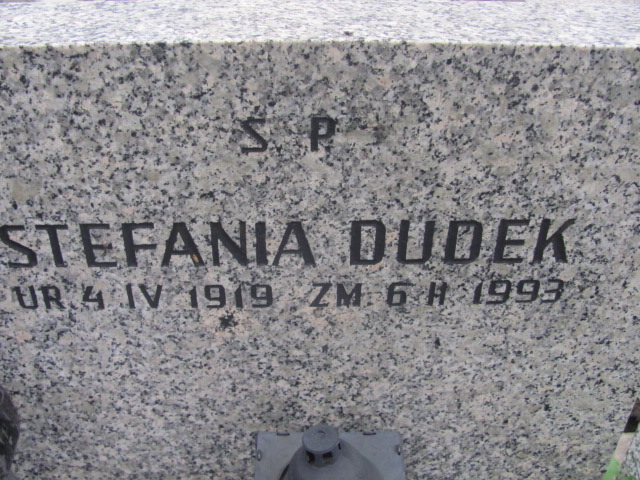 Ś P
STEFANIA DUDEK
UR 4 IV 1919 ZM 6 II 1993